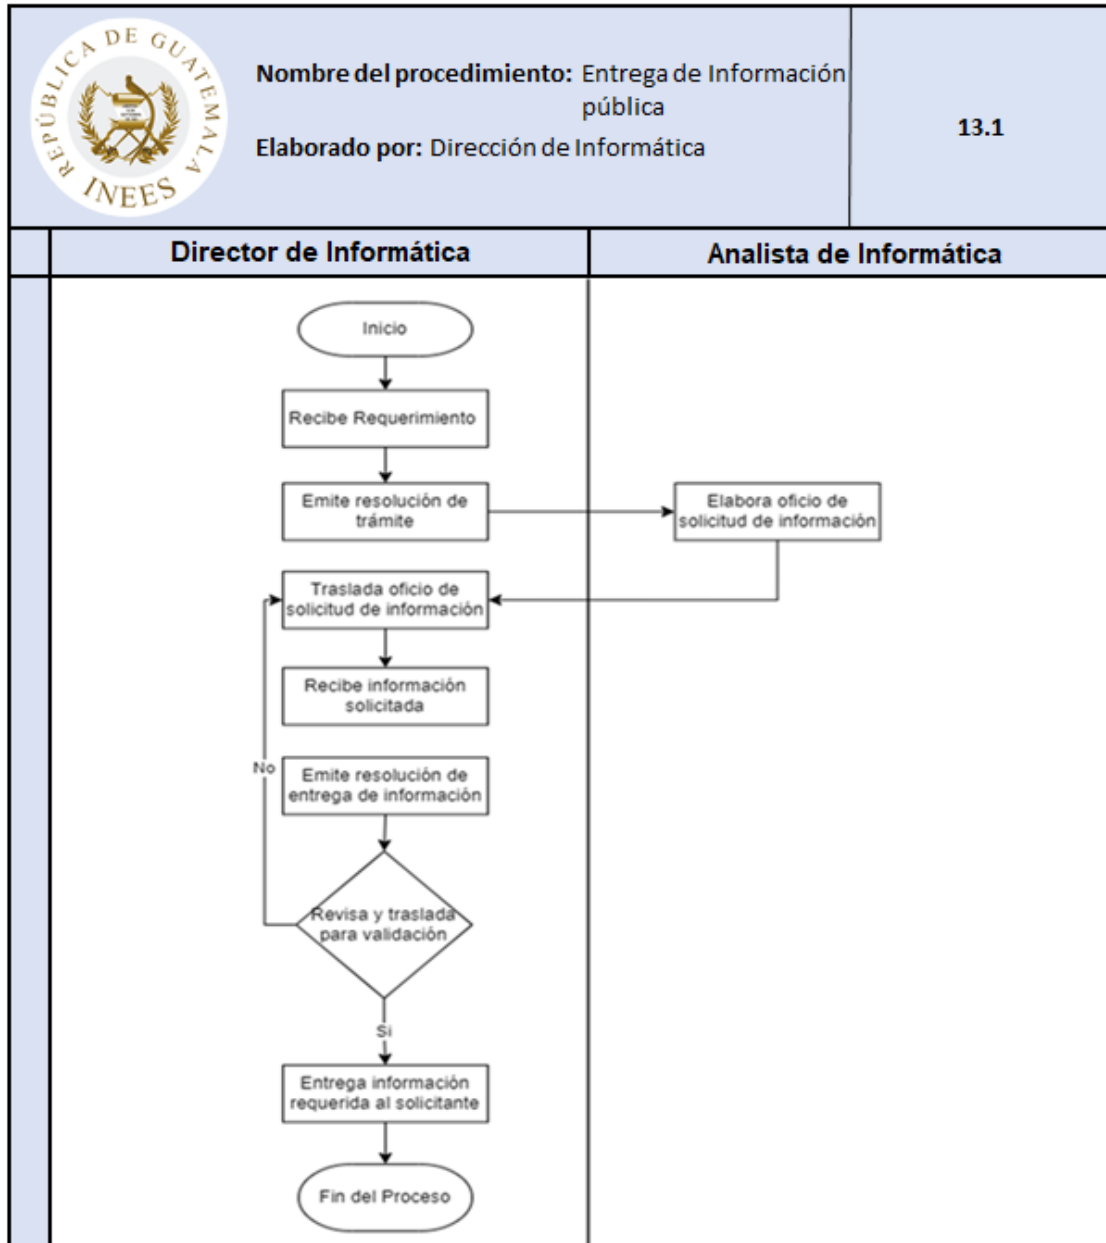 REPÚBLICA DE GUATEMALA
INEES
Nombre del procedimiento: Entrega de Información
pública
Elaborado por: Dirección de Informática
13.1
Director de Informática
Analista de Informática
Inicio
Recibe Requerimiento
Emite resolución de
trámite
Elabora oficio de
solicitud de información
Traslada oficio de
solicitud de información
Recibe información
solicitada
No
Emite resolución de
entrega de información
Revisa y traslada
para validación
Si
Entrega información
requerida al solicitante
Fin del Proceso